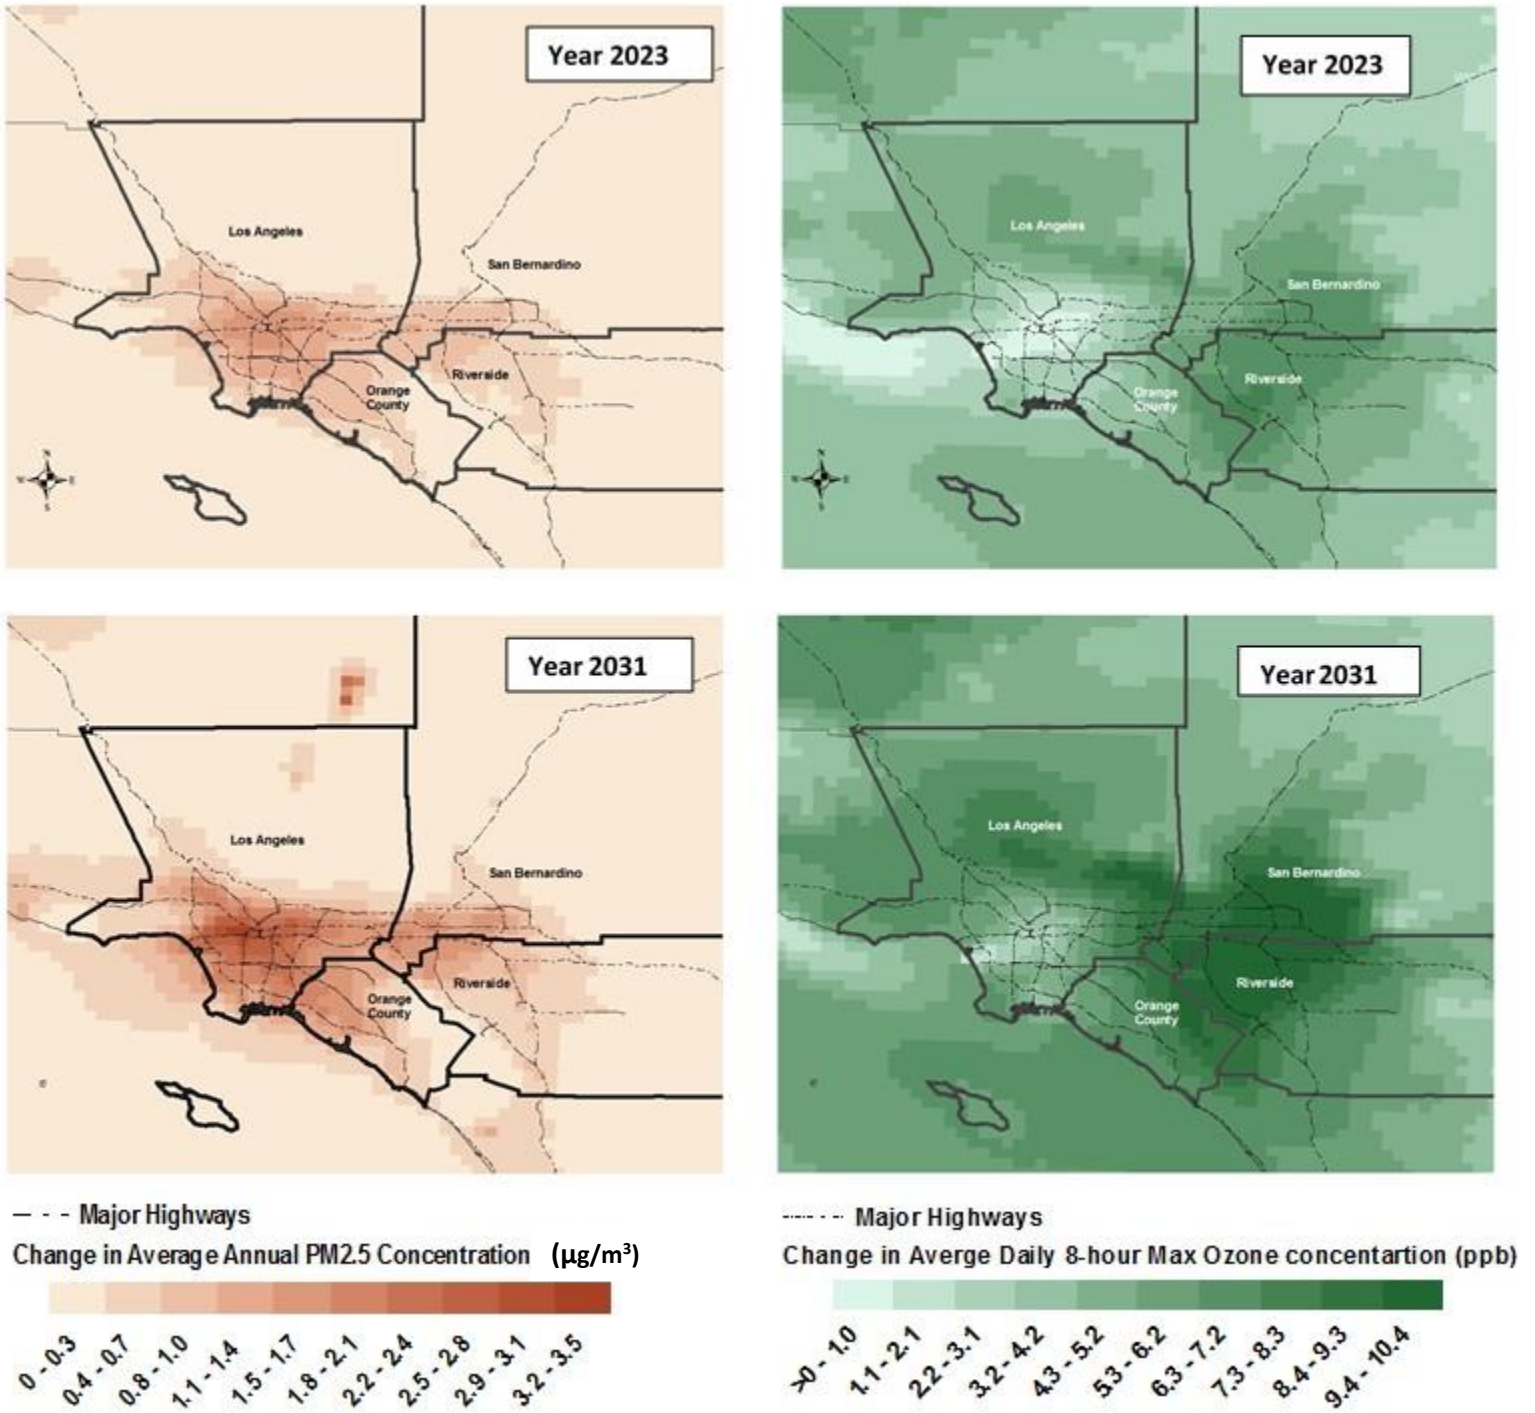 Year 2023
Los Angeles
San Bernardino
Riverside
Orange
County
N
W E
S
Year 2023
Los Angeles
San Bernardino
Riverside
Orange
County
N
W E
S
Year 2031
Los Angeles
San Bernardino
Riverside
Orange
County
Year 2031
Los Angeles
San Bernardino
Riverside
Orange
County
Major Highways
Change in Average Annual PM2.5 Concentration (µg/m³)
0 - 0.3
0.4 - 0.7
0.8 - 1.0
1.1 - 1.4
1.5 - 1.7
1.8 - 2.1
2.2 - 2.4
2.5 - 2.8
2.9 - 3.1
3.2 - 3.5
Major Highways
Change in Averge Daily 8-hour Max Ozone concentartion (ppb)
>0 - 1.0
1.1 - 2.1
2.2 - 3.1
3.2 - 4.2
4.3 - 5.2
5.3 - 6.2
6.3 - 7.2
7.3 - 8.3
8.4 - 9.3
9.4 - 10.4